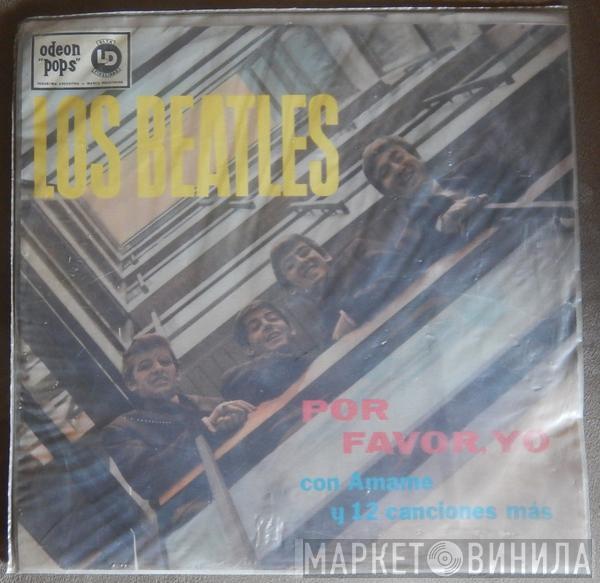 odeon
"pops"
LD
LOS BEATLES
POR
FAVOR, YO
con Amame
y 12 canciones más
МАРКЕТ ВИНИЛА